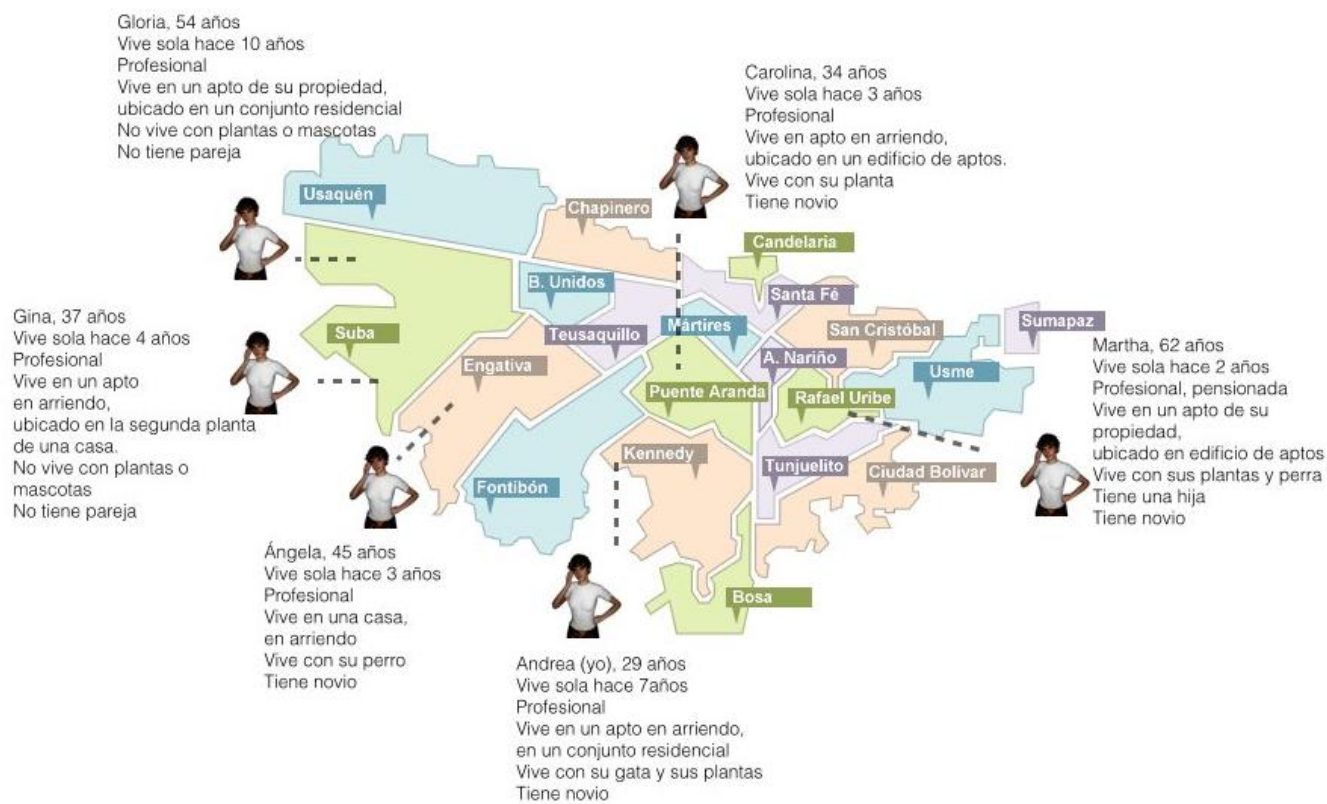 Gloria, 54 años
Vive sola hace 10 años
Profesional
Vive en un apto de su propiedad,
ubicado en un conjunto residencial
No vive con plantas o mascotas
No tiene pareja
Carolina, 34 años
Vive sola hace 3 años
Profesional
Vive en apto en arriendo,
ubicado en un edificio de aptos.
Vive con su planta
Tiene novio
Usaquén
Chapinero
Candelaria
B. Unidos
Santa Fé
Teusaquillo
Mártires
San Cristóbal
Sumapaz
Suba
Engativa
A. Nariño
Usme
Puente Aranda
Rafael Uribe
Kennedy
Tunjuelito
Ciudad Bolivar
Fontibón
Bosa
Gina, 37 años
Vive sola hace 4 años
Profesional
Vive en un apto
en arriendo,
ubicado en la segunda planta
de una casa.
No vive con plantas o
mascotas
No tiene pareja
Martha, 62 años
Vive sola hace 2 años
Profesional, pensionada
Vive en un apto de su
propiedad,
ubicado en edificio de aptos
Vive con sus plantas y perra
Tiene una hija
Tiene novio
Ángela, 45 años
Vive sola hace 3 años
Profesional
Vive en una casa,
en arriendo
Vive con su perro
Tiene novio
Andrea (yo), 29 años
Vive sola hace 7años
Profesional
Vive en un apto en arriendo,
en un conjunto residencial
Vive con su gata y sus plantas
Tiene novio